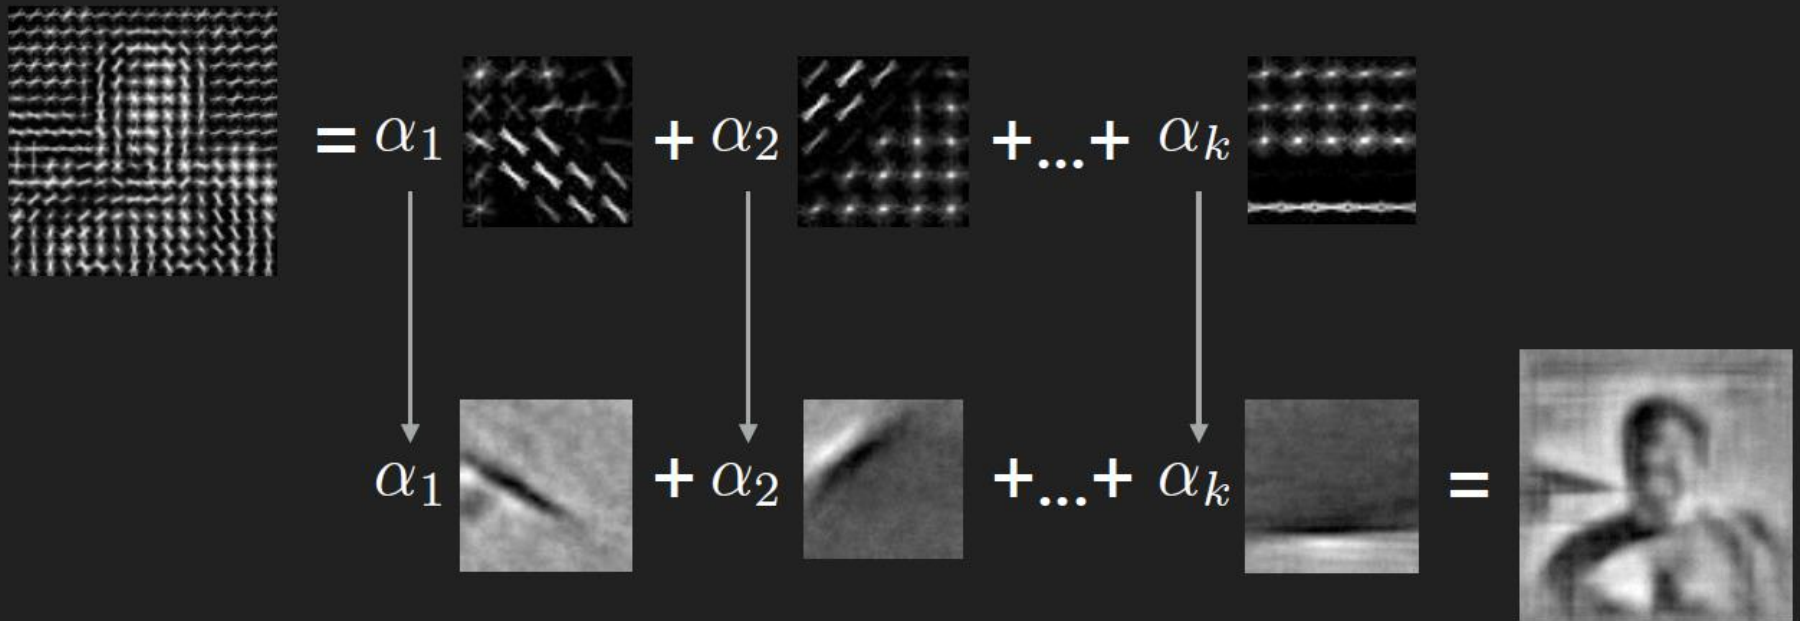 = α₁ + α₂ +...+ αₖ
α₁ + α₂ +...+ αₖ =